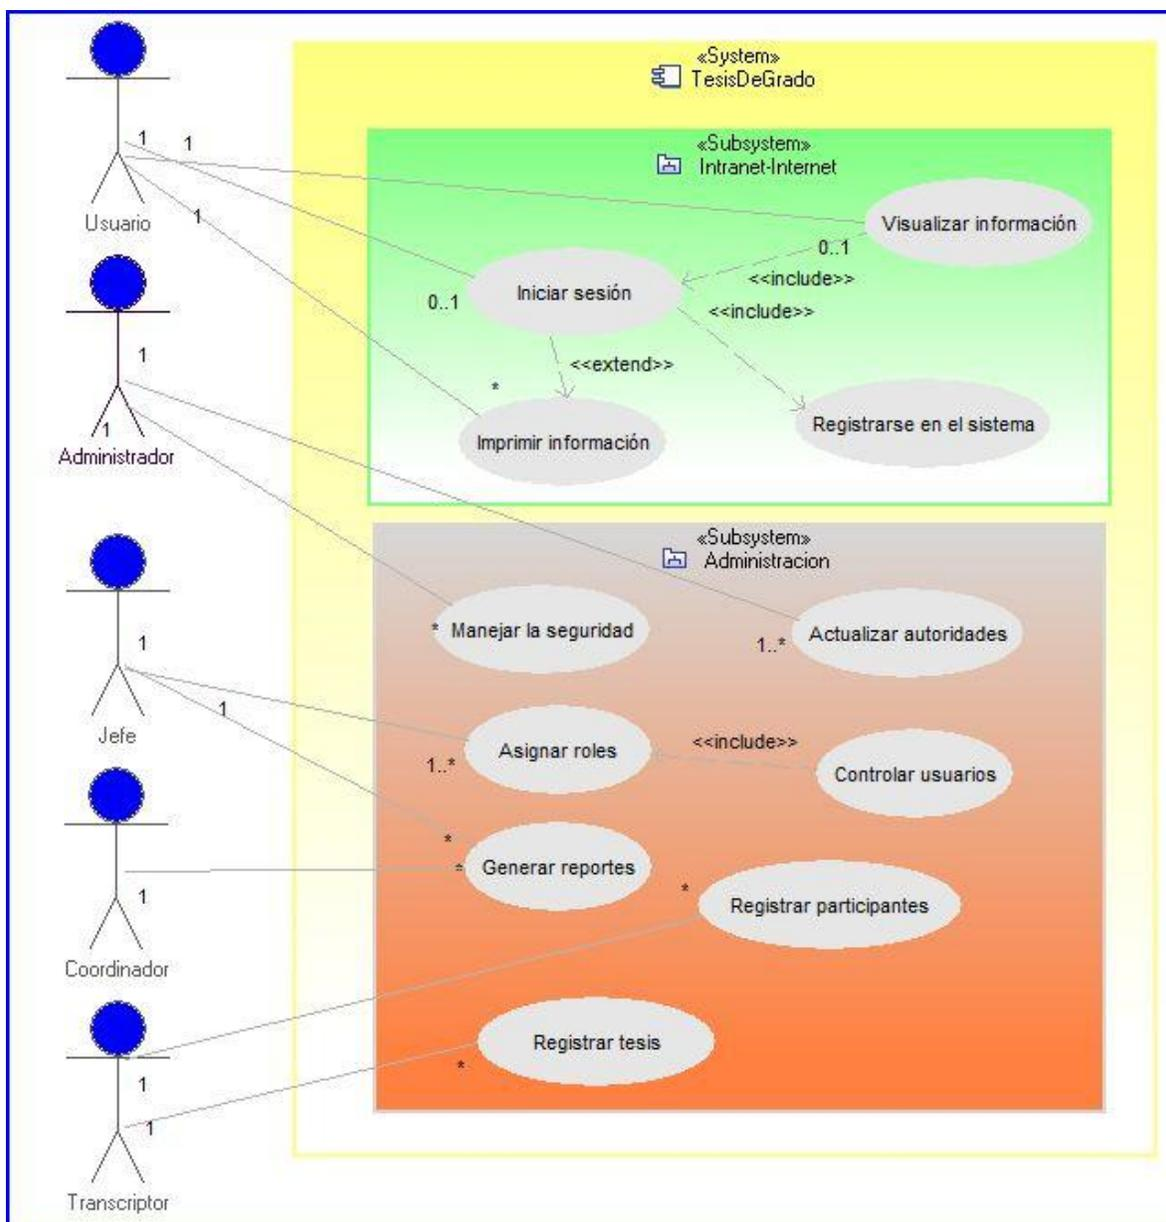 «System»
TesisDeGrado
«Subsystem»
Intranet-Internet
1
1
1
Usuario
Visualizar información
0..1
<<include>>
Iniciar sesión
0..1
<<include>>
<<extend>>
*
Imprimir información
Registrarse en el sistema
1
1
Administrador
«Subsystem»
Administracion
* Manejar la seguridad
Actualizar autoridades
1..*
1
1
Jefe
Asignar roles
1..*
<<include>>
Controlar usuarios
*
* Generar reportes
*
Registrar participantes
1
Coordinador
Registrar tesis
*
1
1
Transcriptor